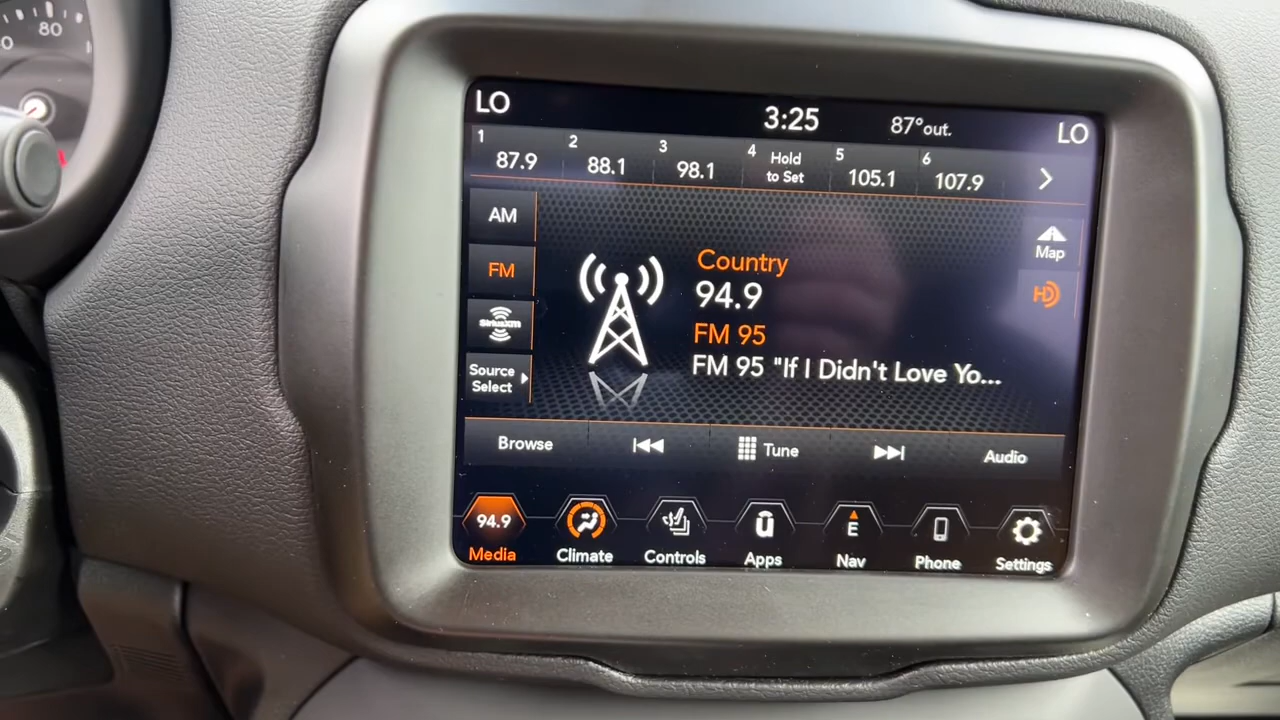 80
LO
3:25
87°out.
LO
1 87.9
2 88.1
3 98.1
4 Hold to Set
5 105.1
6 107.9
AM
FM
SiriusXM
Source Select
Country
94.9
FM 95
FM 95 "If I Didn't Love Yo...
Map
HD
Browse
Tune
Audio
94.9
Media
Climate
Controls
Apps
E
Nav
Phone
Settings